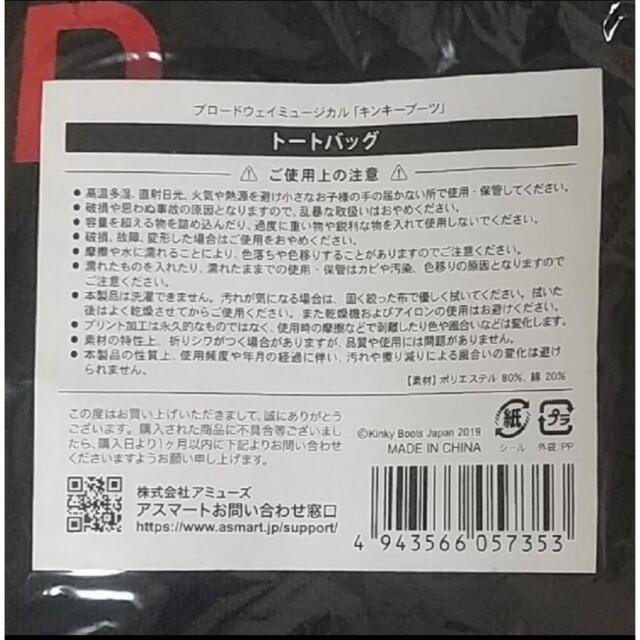 D
ブロードウェイミュージカル「キンキーブーツ」
トートバッグ
⚠ ご使用上の注意 ⚠
●高温多湿、直射日光、火気や熱源を避け小さなお子様の手の届かない所で使用・保管してください。
●破損や思わぬ事故の原因となりますので、乱暴な取扱いはおやめください。
●容量を超える物を詰め込んだり、過度に重い物や鋭利な物を入れて使用しないでください。
●破損、故障、変形した場合はご使用をおやめください。
●摩擦や水に濡れることにより、色落ちや色移りすることがありますのでご注意ください。
●濡れたものを入れたり、濡れたままでの使用・保管はカビや汚染、色移りの原因となりますので
ご注意ください。
●本製品は洗濯できません。汚れが気になる場合は、固く絞った布で優しく拭いてください。拭いた
後はよく乾燥させてからご使用ください。また乾燥機およびアイロンの使用はお止めください。
●プリント加工は永久的なものではなく、使用時の摩擦などで剥離したり色や風合いなどは変化します。
●素材の特性上、折りシワがつく場合がありますが、品質や使用には問題ありません。
●本製品の性質上、使用頻度や年月の経過に伴い、汚れや擦り減りによる風合いの変化は避け
られません。
【素材】ポリエステル 80%、綿 20%
この度はお買い上げいただきまして、誠にありがとう
ございます。購入された商品に不具合等ございまし
たら、購入日より1ヶ月以内に下記よりお問い合わせ
くださいますようお願い申し上げます。
©Kinky Boots Japan 2019
MADE IN CHINA
紙
シール
プラ
外袋:PP
株式会社アミューズ
アスマートお問い合わせ窓口
https://www.asmart.jp/support/
4 943566 057353